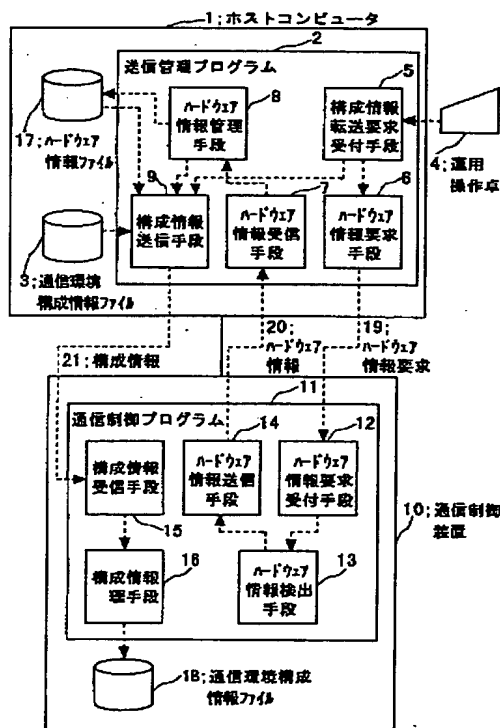 1;ホストコンピュータ
2
送信管理プログラム
8
5
ハードウェア
情報管理
手段
構成情報
転送要求
受付手段
17;ハードウェア
情報ファイル
4;運用
操作卓
9
7
6
構成情報
送信手段
ハードウェア
情報受信
手段
ハードウェア
情報要求
手段
3;通信環境
構成情報ファイル
20;
ハードウェア
情報
19;
ハードウェア
情報要求
21;構成情報
11
通信制御プログラム
14
12
構成情報
受信手段
ハードウェア
情報送信
手段
ハードウェア
情報要求
受付手段
10;通信制御
装置
15
16
13
構成情報
理手段
ハードウェア
情報検出
手段
18;通信環境構成
情報ファイル